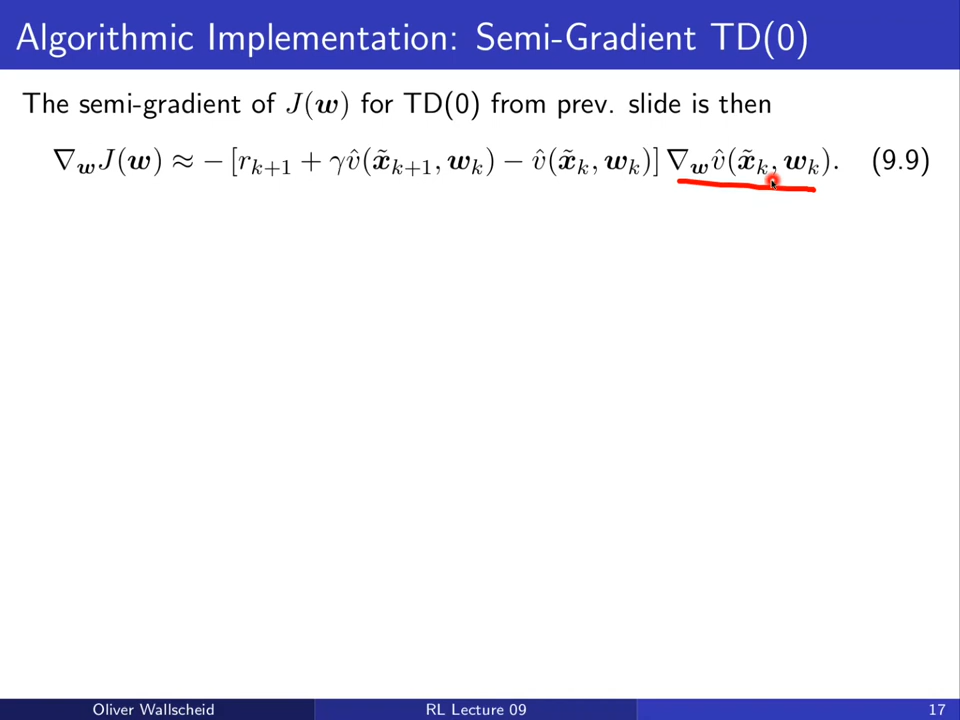 Algorithmic Implementation: Semi-Gradient TD(0)
The semi-gradient of J(w) for TD(0) from prev. slide is then
∇_w J(w) ≈ − [r_{k+1} + γv̂(x̃_{k+1}, w_k) − v̂(x̃_k, w_k)] ∇_w v̂(x̃_k, w_k). (9.9)
Oliver Wallscheid RL Lecture 09 17